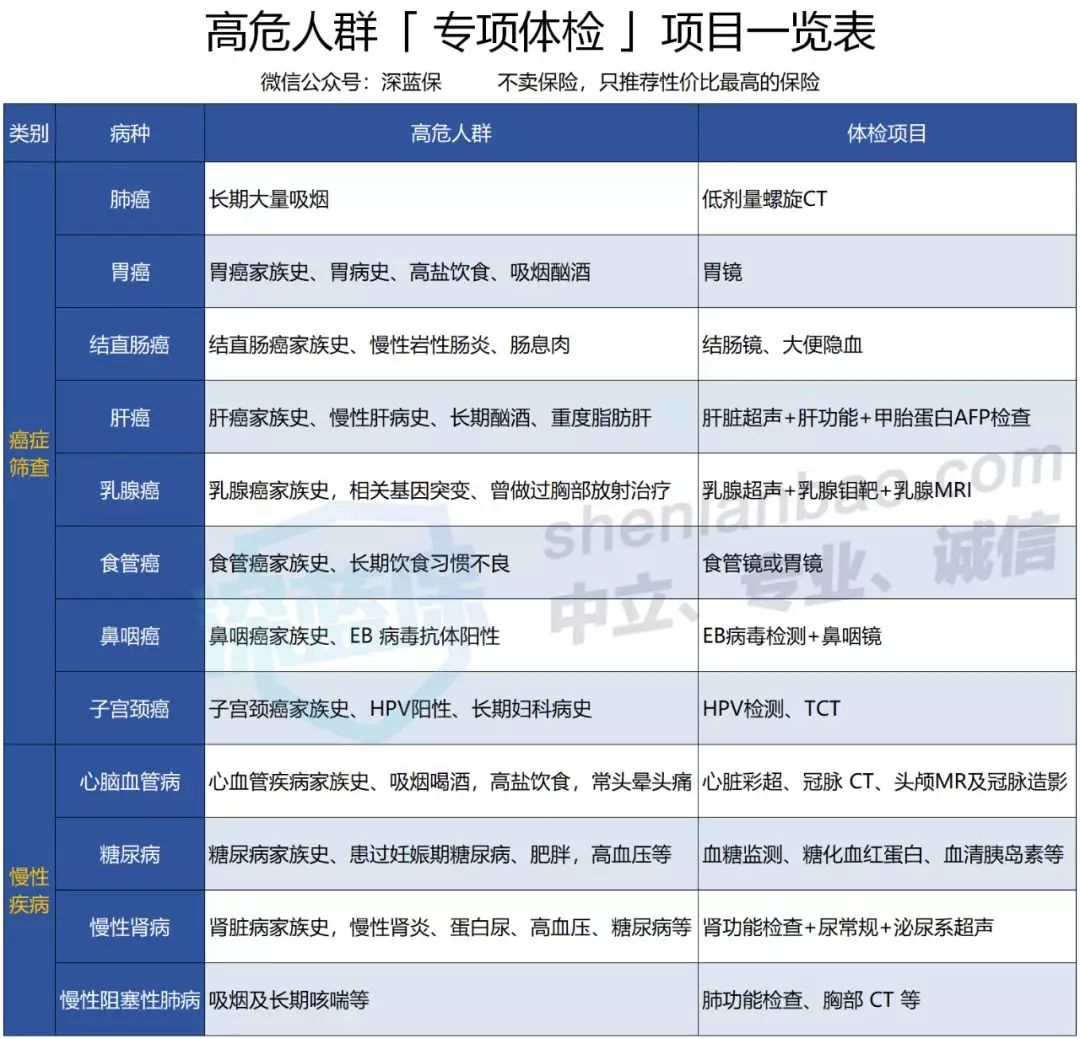 高危人群「 专项体检 」项目一览表
微信公众号：深蓝保 不卖保险，只推荐性价比最高的保险
类别 病种 高危人群 体检项目
癌症
筛查
肺癌 长期大量吸烟 低剂量螺旋CT
胃癌 胃癌家族史、胃病史、高盐饮食、吸烟酗酒 胃镜
结直肠癌 结直肠癌家族史、慢性岩性肠炎、肠息肉 结肠镜、大便隐血
肝癌 肝癌家族史、慢性肝病史、长期酗酒、重度脂肪肝 肝脏超声+肝功能+甲胎蛋白AFP检查
乳腺癌 乳腺癌家族史，相关基因突变、曾做过胸部放射治疗 乳腺超声+乳腺钼靶+乳腺MRI
食管癌 食管癌家族史、长期饮食习惯不良 食管镜或胃镜
鼻咽癌 鼻咽癌家族史、EB 病毒抗体阳性 EB病毒检测+鼻咽镜
子宫颈癌 子宫颈癌家族史、HPV阳性、长期妇科病史 HPV检测、TCT
慢性
疾病
心脑血管病 心血管疾病家族史、吸烟喝酒，高盐饮食，常头晕头痛 心脏彩超、冠脉 CT、头颅MR及冠脉造影
糖尿病 糖尿病家族史、患过妊娠期糖尿病、肥胖，高血压等 血糖监测、糖化血红蛋白、血清胰岛素等
慢性肾病 肾脏病家族史，慢性肾炎、蛋白尿、高血压、糖尿病等 肾功能检查+尿常规+泌尿系超声
慢性阻塞性肺病 吸烟及长期咳喘等 肺功能检查、胸部 CT 等
深蓝保
shenlanbao.com
中立、专业、诚信